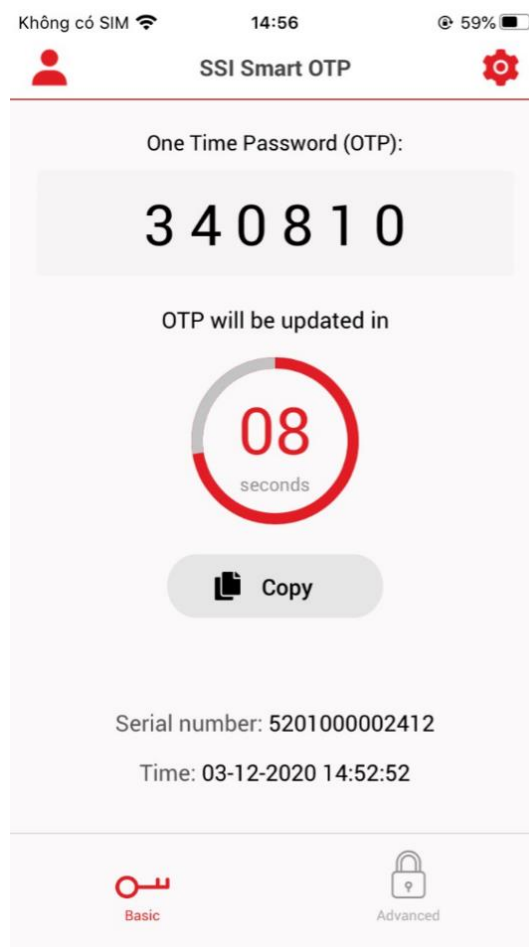 Không có SIM 14:56 59%
SSI Smart OTP
One Time Password (OTP):
340810
OTP will be updated in
08
seconds
Copy
Serial number: 5201000002412
Time: 03-12-2020 14:52:52
Basic Advanced